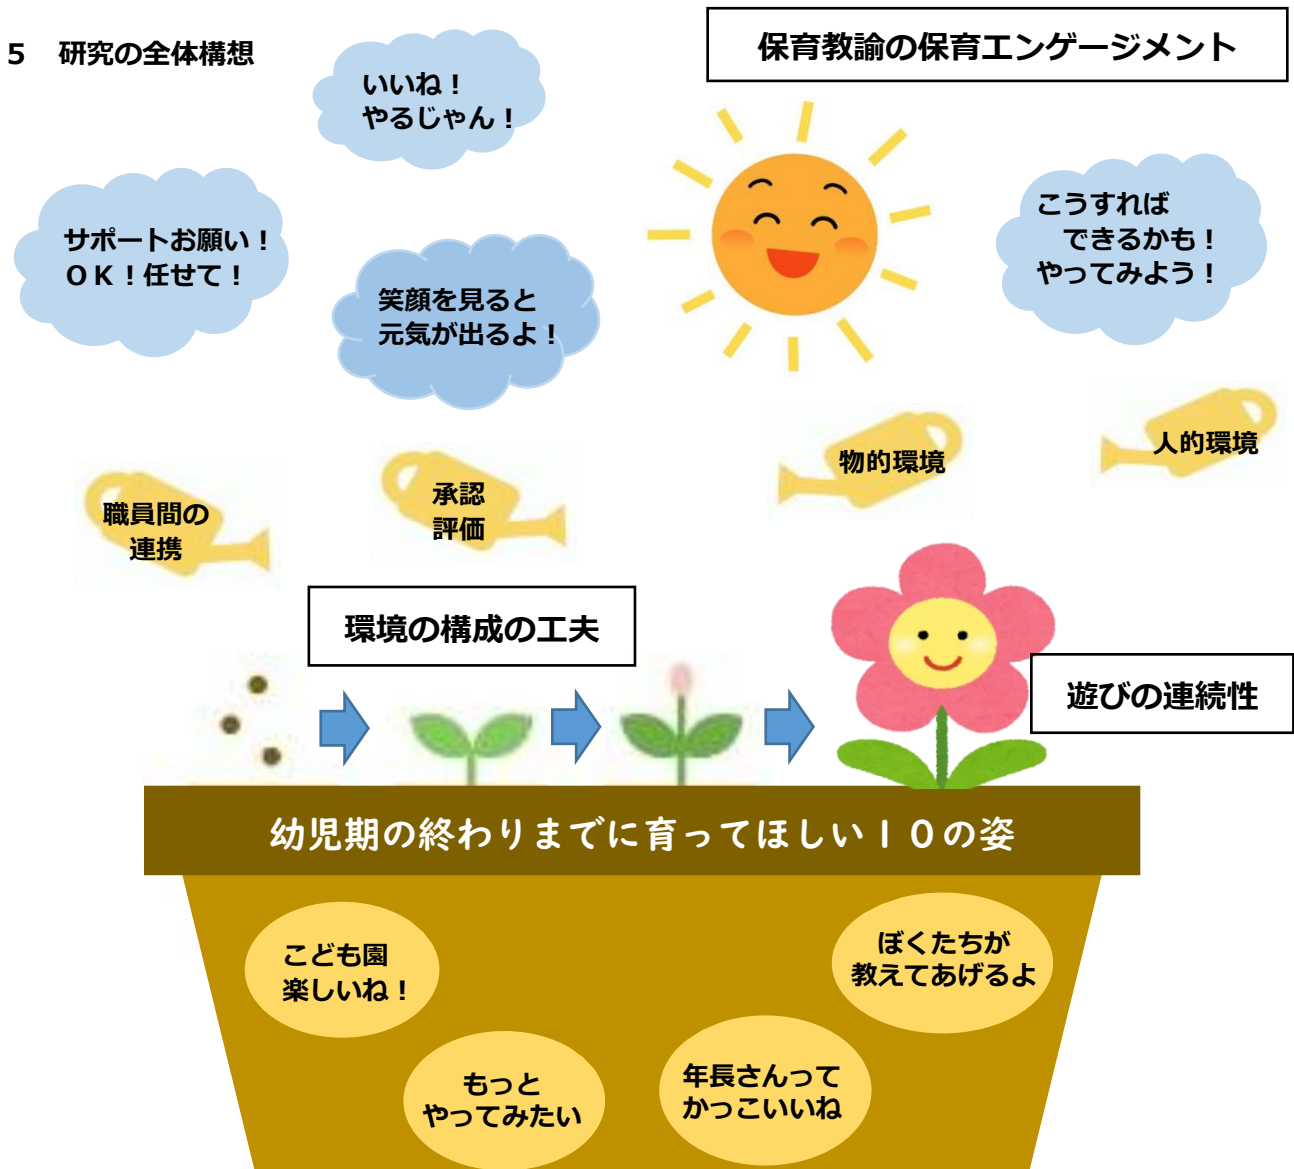 5 研究の全体構想
保育教諭の保育エンゲージメント
いいね！
やるじゃん！
サポートお願い！
ＯＫ！任せて！
笑顔を見ると
元気が出るよ！
こうすれば
できるかも！
やってみよう！
職員間の
連携
承認
評価
物的環境
人的環境
環境の構成の工夫
遊びの連続性
幼児期の終わりまでに育ってほしい１０の姿
こども園
楽しいね！
もっと
やってみたい
年長さんって
かっこいいね
ぼくたちが
教えてあげるよ